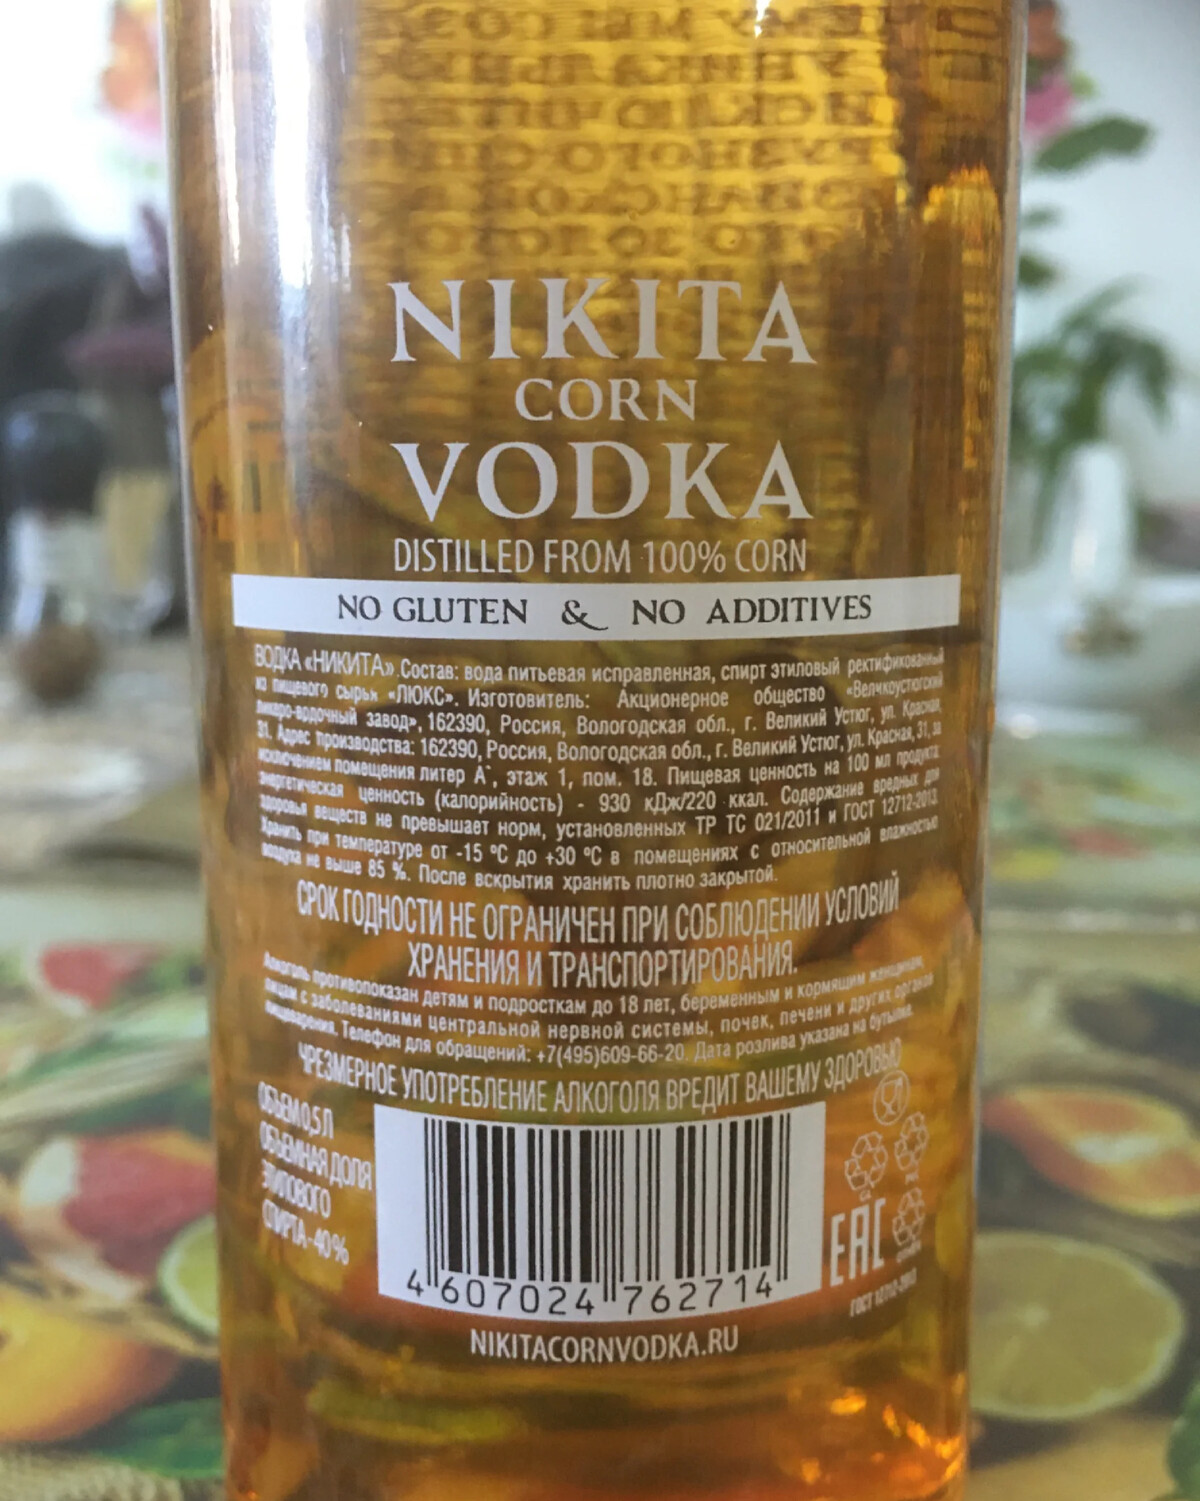 NIKITA
CORN
VODKA
DISTILLED FROM 100% CORN
NO GLUTEN & NO ADDITIVES
ВОДКА «НИКИТА» Состав: вода питьевая исправленная, спирт этиловый ректификованный
из пищевого сырья «ЛЮКС». Изготовитель: Акционерное общество «Великоустюгский
ликеро-водочный завод», 162390, Россия, Вологодская обл., г. Великий Устюг, ул. Красная,
31. Адрес производства: 162390, Россия, Вологодская обл., г. Великий Устюг, ул. Красная, 31, за
исключением помещения литер А*, этаж 1, пом. 18. Пищевая ценность на 100 мл продукта:
энергетическая ценность (калорийность) - 930 кДж/220 ккал. Содержание вредных для
здоровья веществ не превышает норм, установленных ТР ТС 021/2011 и ГОСТ 12712-2013.
Хранить при температуре от -15 °C до +30 °C в помещениях с относительной влажностью
воздуха не выше 85 %. После вскрытия хранить плотно закрытой.
СРОК ГОДНОСТИ НЕ ОГРАНИЧЕН ПРИ СОБЛЮДЕНИИ УСЛОВИЙ
ХРАНЕНИЯ И ТРАНСПОРТИРОВАНИЯ.
Алкоголь противопоказан детям и подросткам до 18 лет, беременным и кормящим женщинам,
лицам с заболеваниями центральной нервной системы, почек, печени и других органов
пищеварения. Телефон для обращений: +7(495)609-66-20. Дата розлива указана на бутылке.
ЧРЕЗМЕРНОЕ УПОТРЕБЛЕНИЕ АЛКОГОЛЯ ВРЕДИТ ВАШЕМУ ЗДОРОВЬЮ
ОБЪЕМ 0,5 Л
ОБЪЕМНАЯ ДОЛЯ
ЭТИЛОВОГО
СПИРТА-40%
EAC
ГОСТ 12712-2013
4 607024 762714
NIKITACORNVODKA.RU